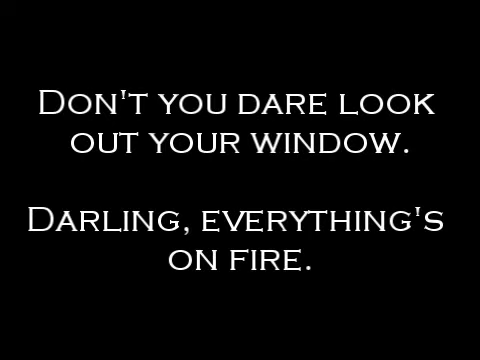 Don't you dare look
out your window.
Darling, everything's
on fire.